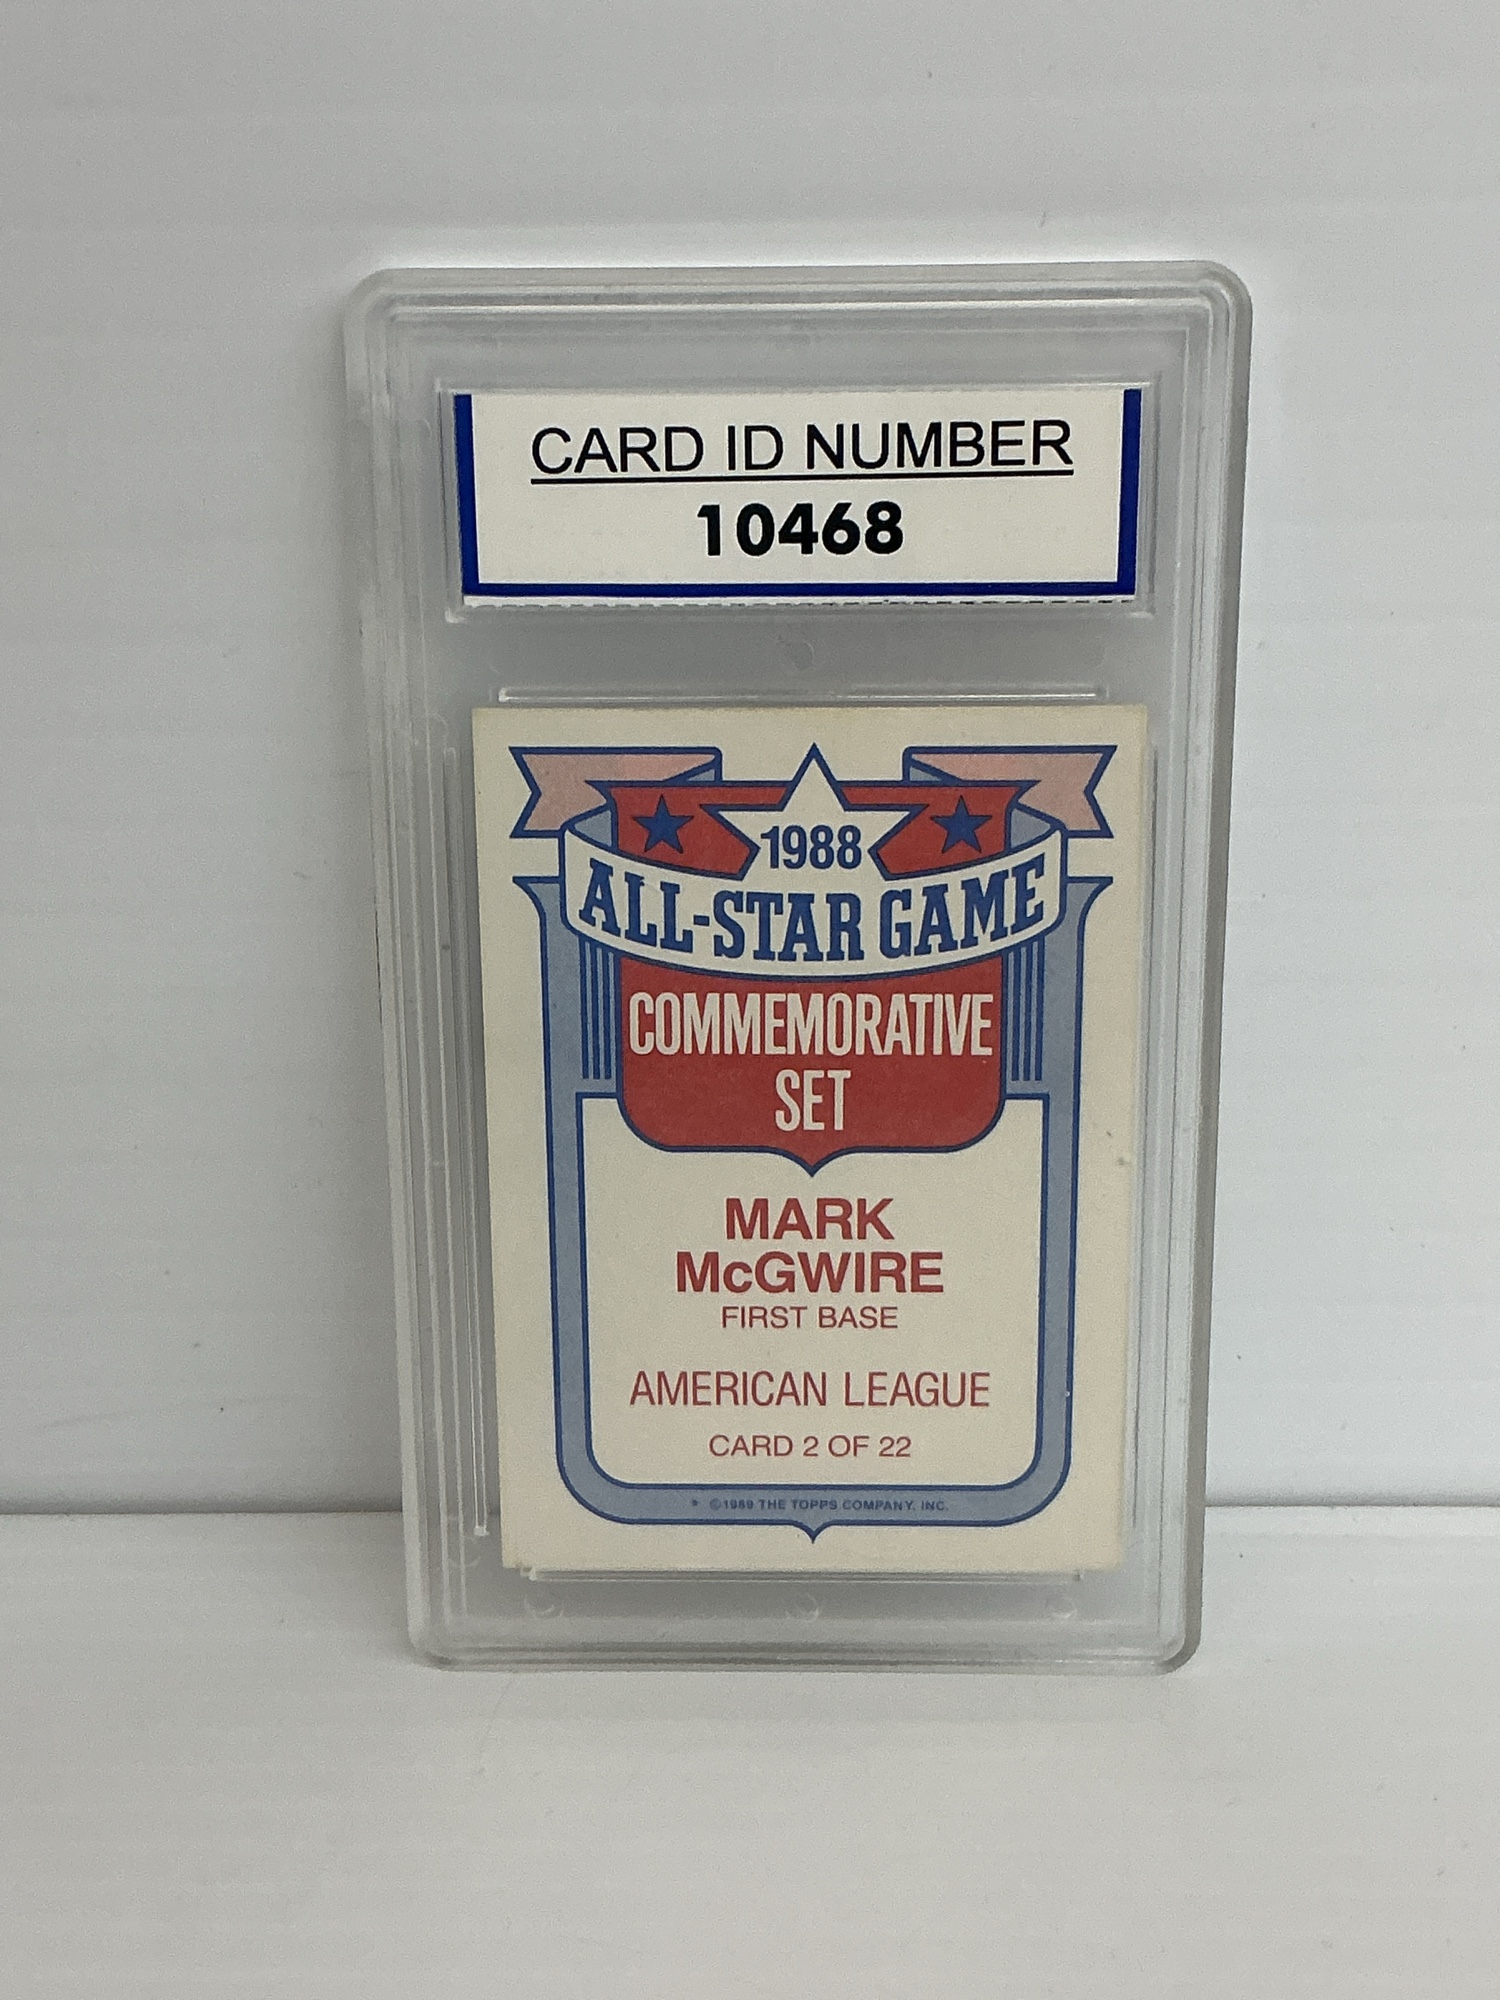 CARD ID NUMBER
10468
1988
ALL-STAR GAME
COMMEMORATIVE
SET
MARK
McGWIRE
FIRST BASE
AMERICAN LEAGUE
CARD 2 OF 22
* ©1989 THE TOPPS COMPANY, INC.